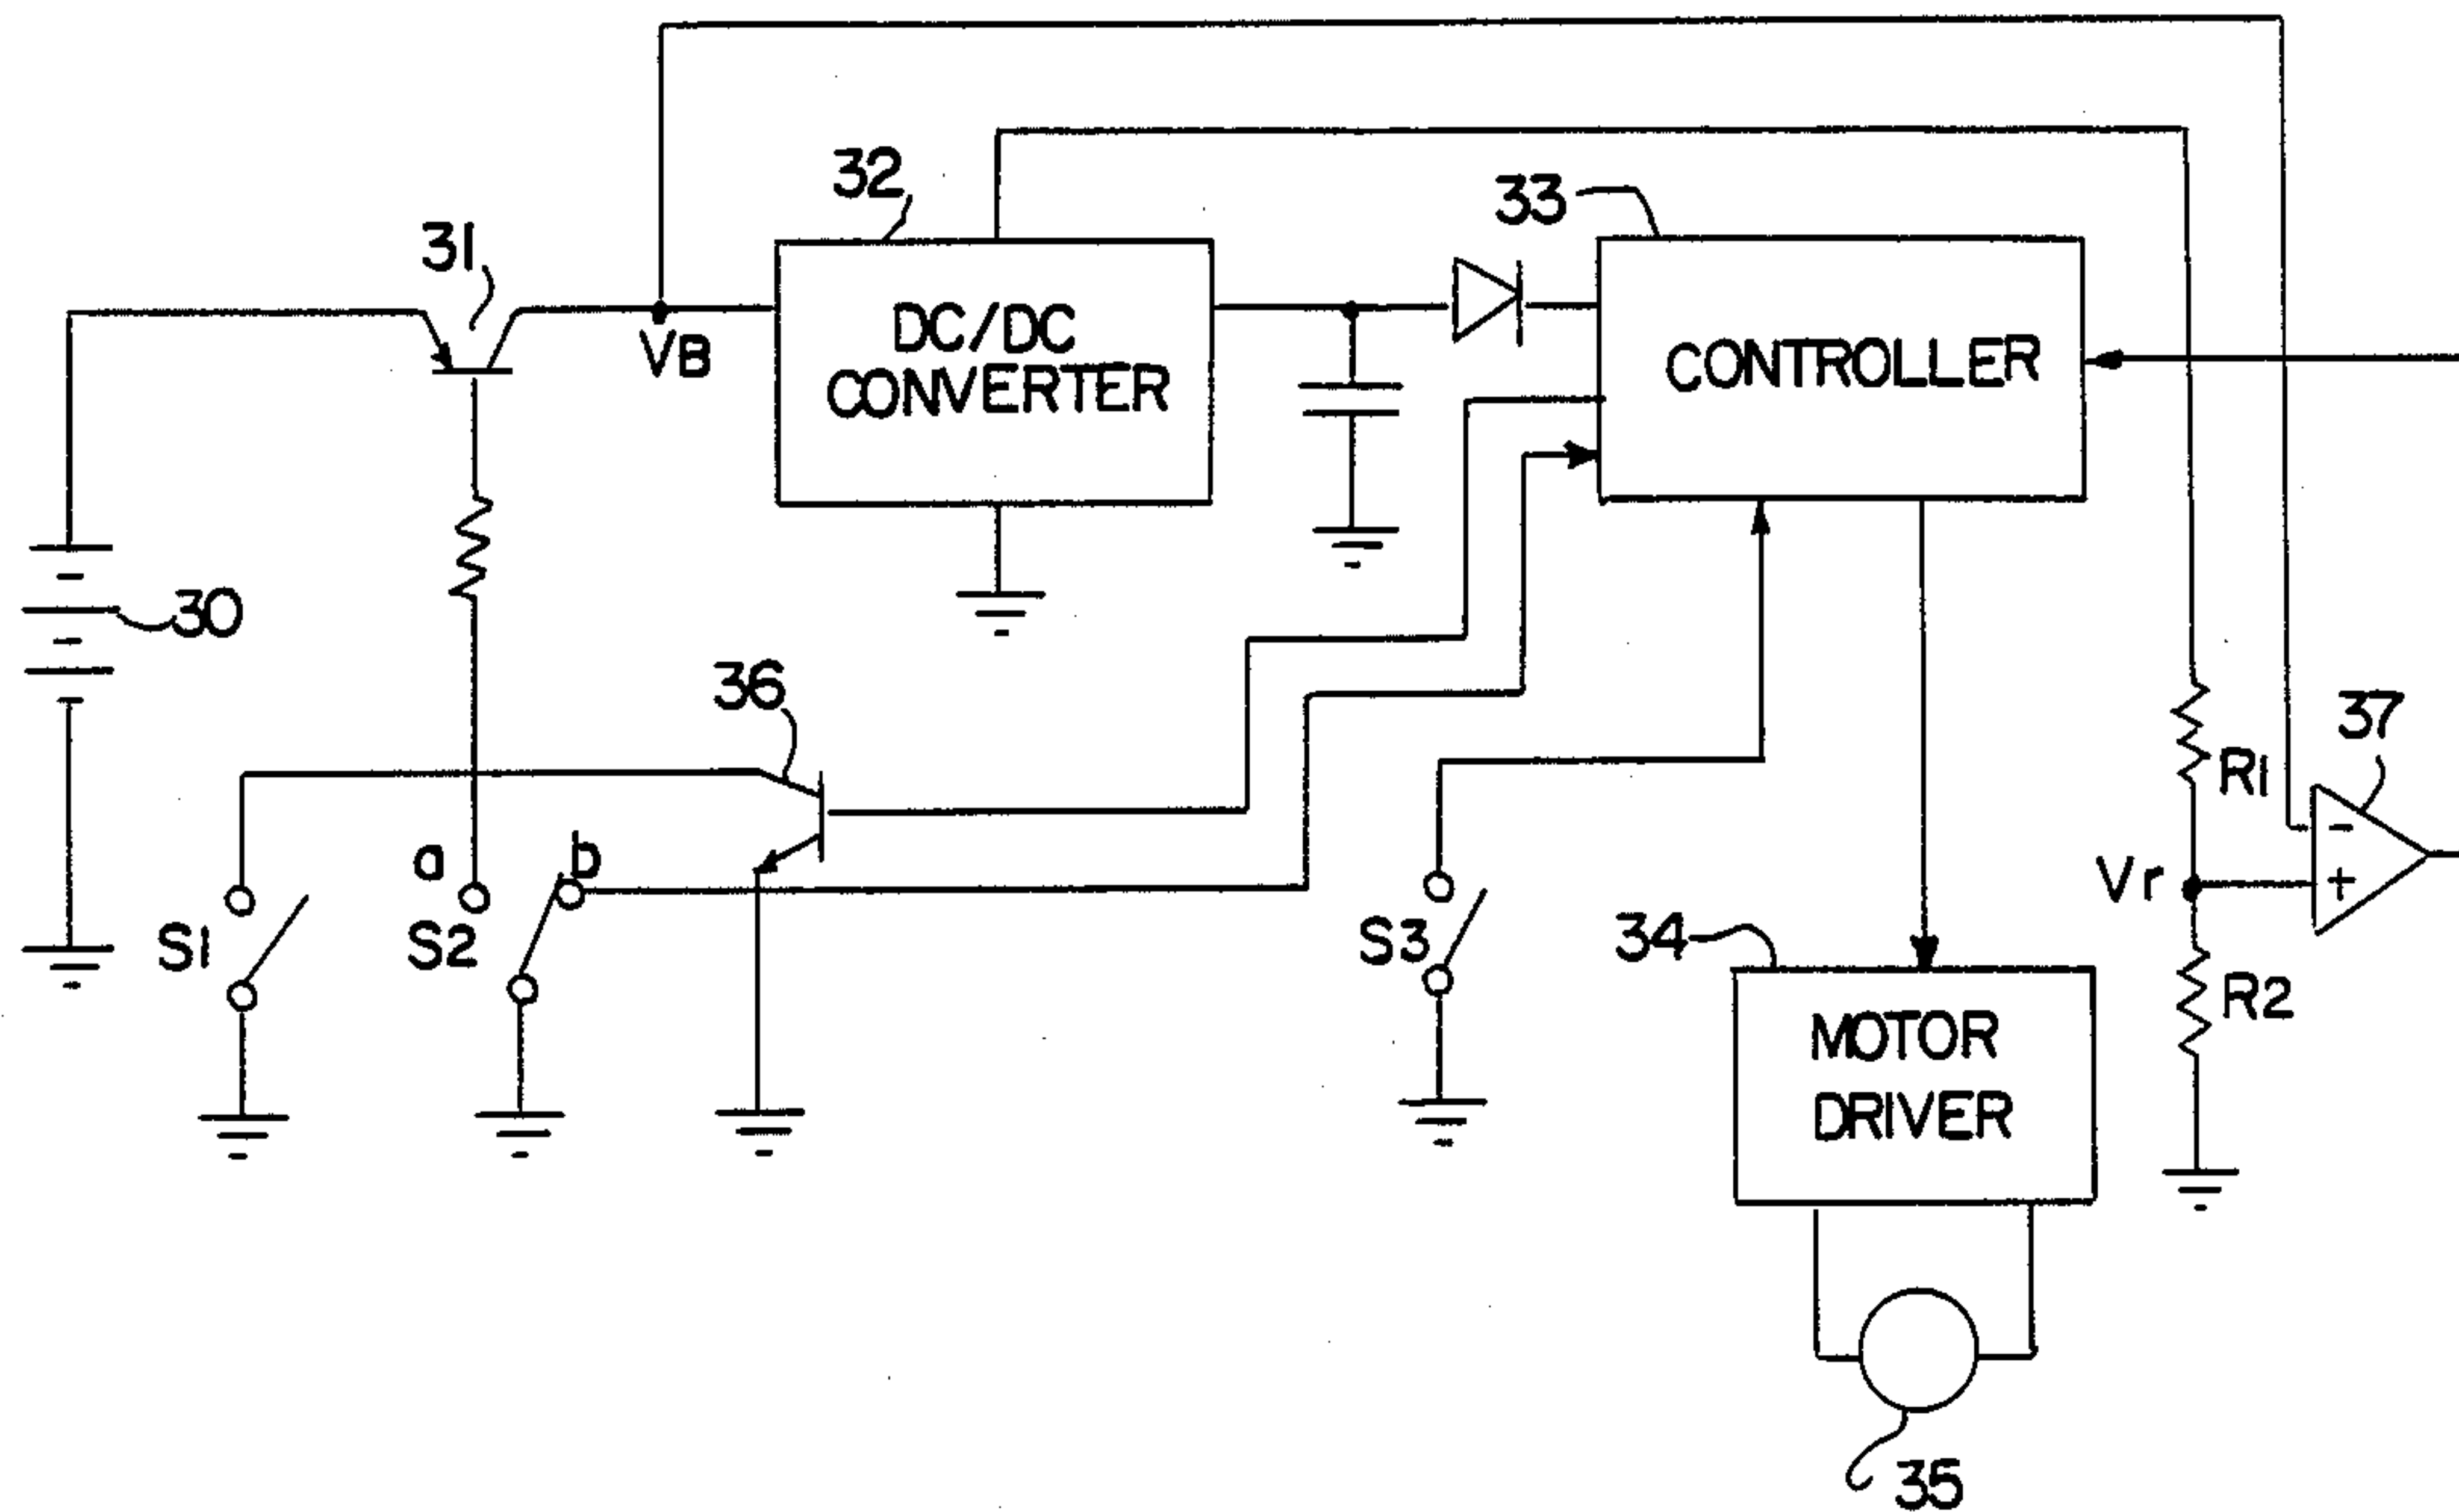 32
33
31
VB
DC/DC
CONVERTER
CONTROLLER
30
36
37
R1
a
b
Vr
-
+
S1
S2
S3
34
R2
MOTOR
DRIVER
35